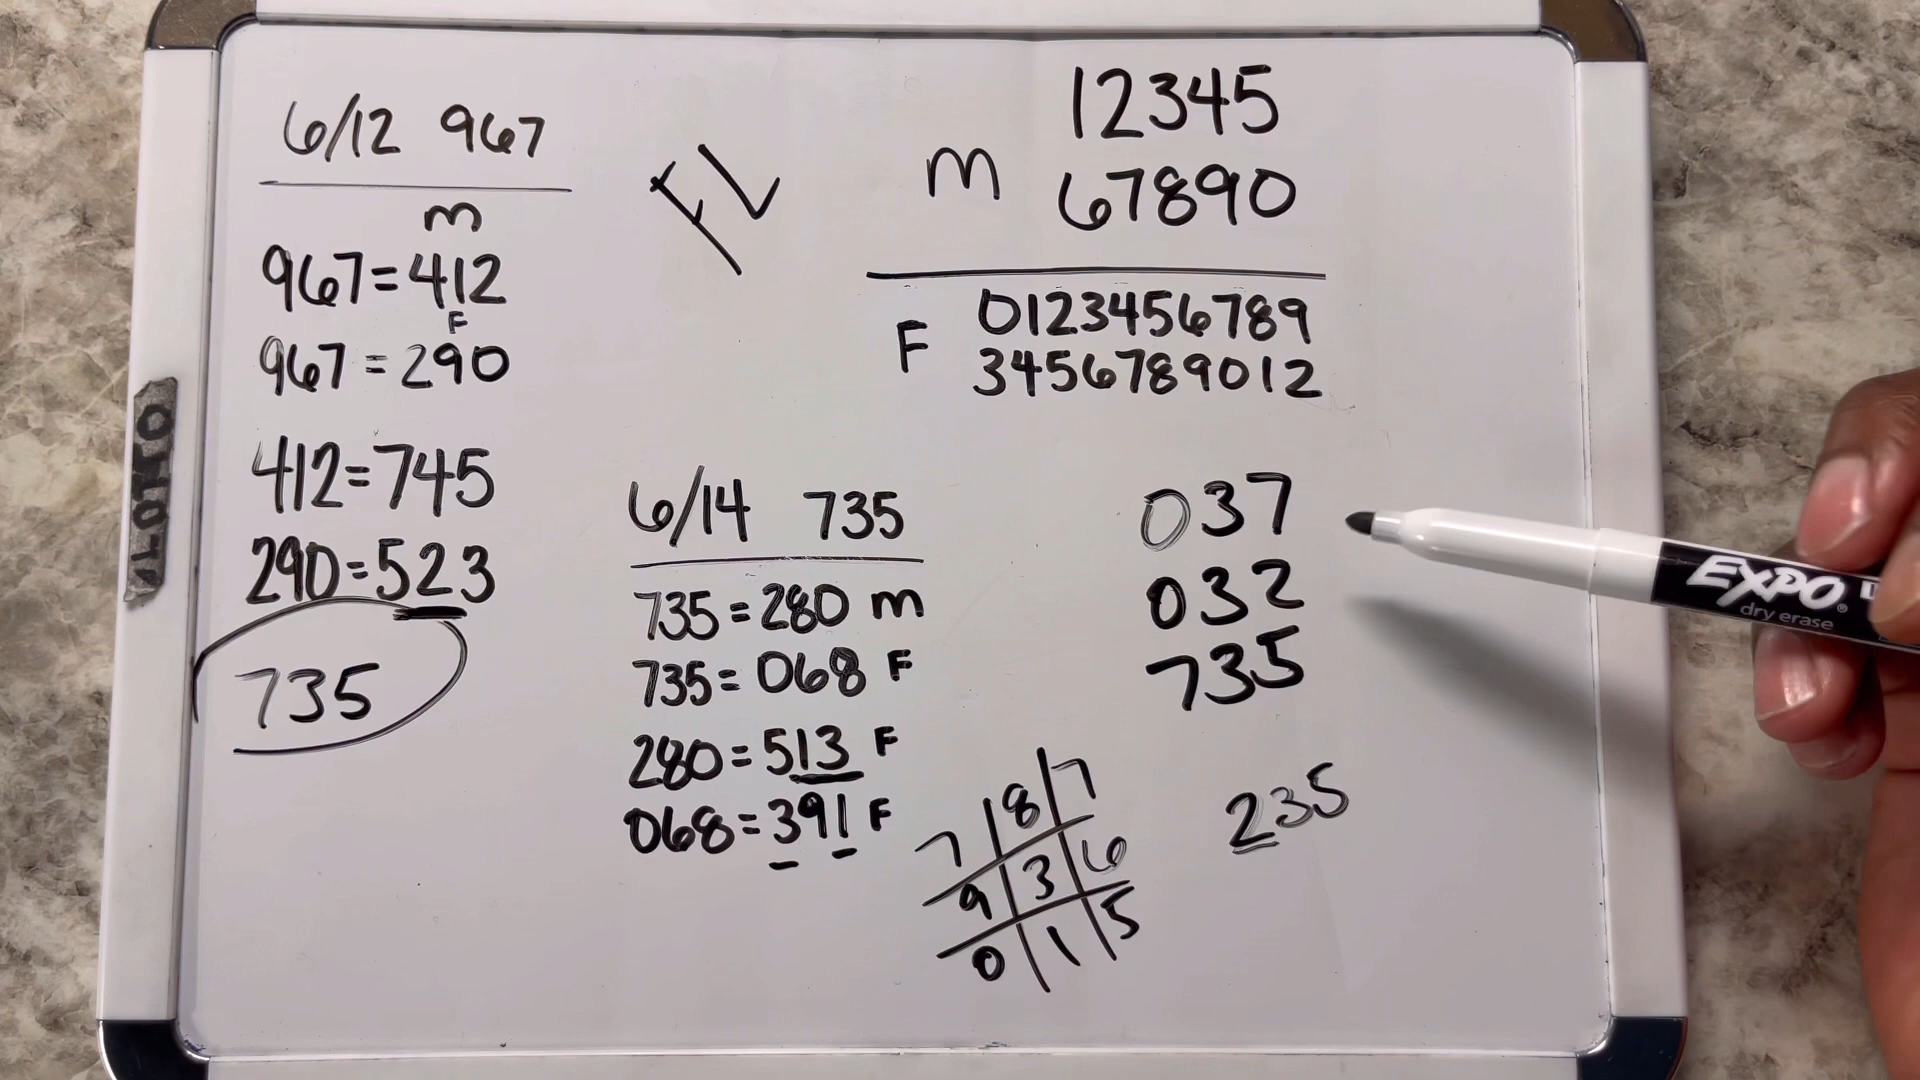 6/12 967
m
967=412
F
967=290
412=745
290=523
735
FL
12345
m
67890
0123456789
F
3456789012
6/14 735
735=280 m
735=068 F
280=513 F
068=391 F
037
032
735
7 8 7
9 3 6
0 1 5
235
LOTTO
EXPO®
dry erase